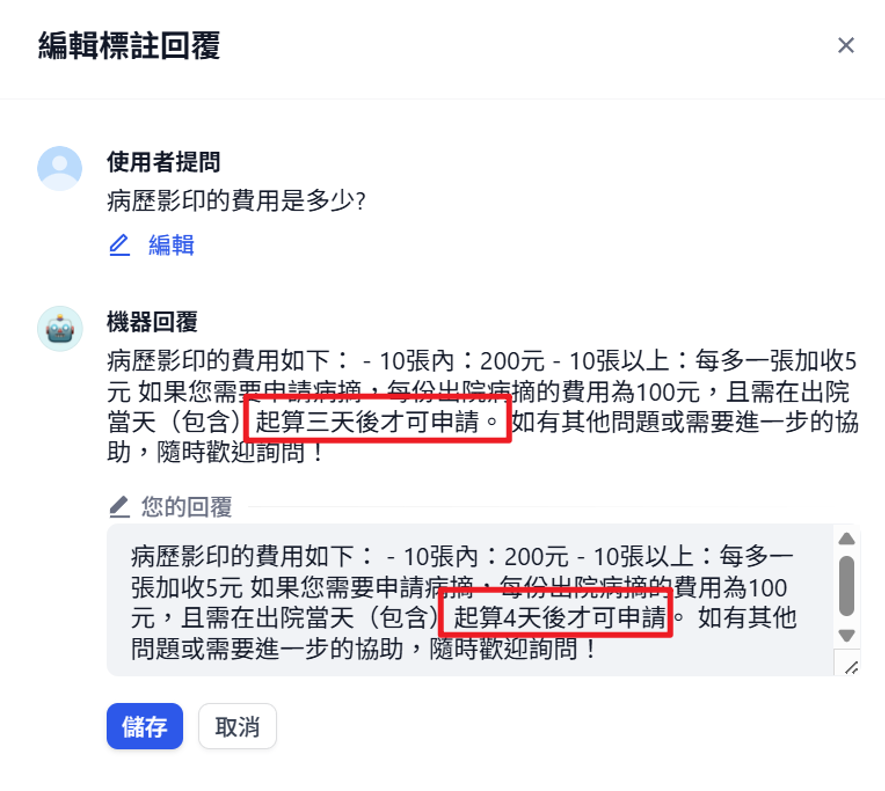 編輯標註回覆
使用者提問
病歷影印的費用是多少?
編輯
機器回覆
病歷影印的費用如下： - 10張內：200元 - 10張以上：每多一張加收5
元 如果您需要申請病摘，每份出院病摘的費用為100元，且需在出院
當天（包含）起算三天後才可申請。 如有其他問題或需要進一步的協
助，隨時歡迎詢問！
您的回覆
病歷影印的費用如下： - 10張內：200元 - 10張以上：每多一
張加收5元 如果您需要申請病摘，每份出院病摘的費用為100
元，且需在出院當天（包含）起算4天後才可申請。 如有其他
問題或需要進一步的協助，隨時歡迎詢問！
儲存 取消